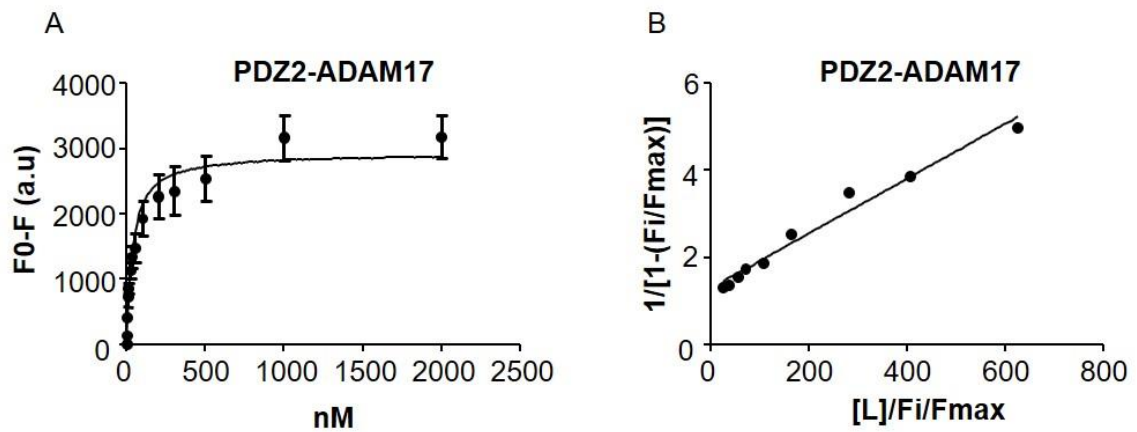 A
PDZ2-ADAM17
4000
3000
2000
1000
0
F0-F (a.u)
0 500 1000 1500 2000 2500
nM
B
PDZ2-ADAM17
6
4
2
0
1/[1-(Fi/Fmax)]
0 200 400 600 800
[L]/Fi/Fmax